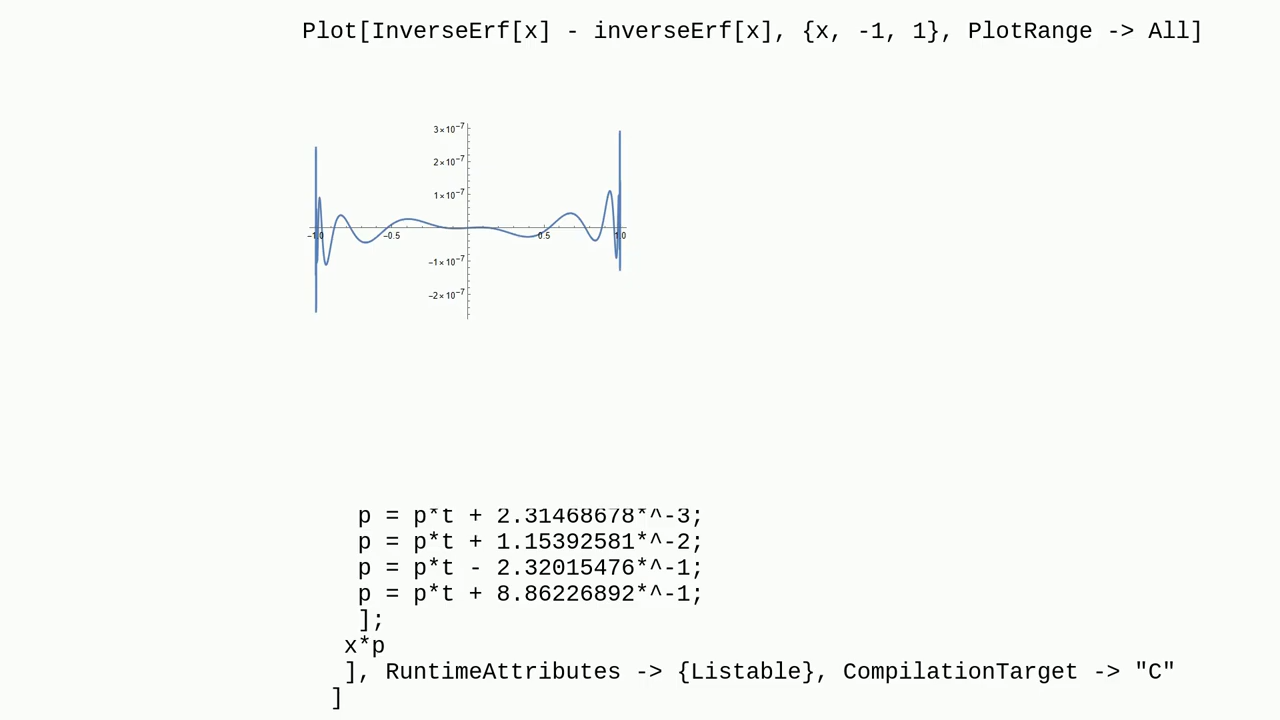 Plot[InverseErf[x] - inverseErf[x], {x, -1, 1}, PlotRange -> All]
3×10⁻⁷
2×10⁻⁷
1×10⁻⁷
-1.0 -0.5 0.5 1.0
-1×10⁻⁷
-2×10⁻⁷
p = p*t + 2.31468678*^-3;
p = p*t + 1.15392581*^-2;
p = p*t - 2.32015476*^-1;
p = p*t + 8.86226892*^-1;
];
x*p
], RuntimeAttributes -> {Listable}, CompilationTarget -> "C"
]